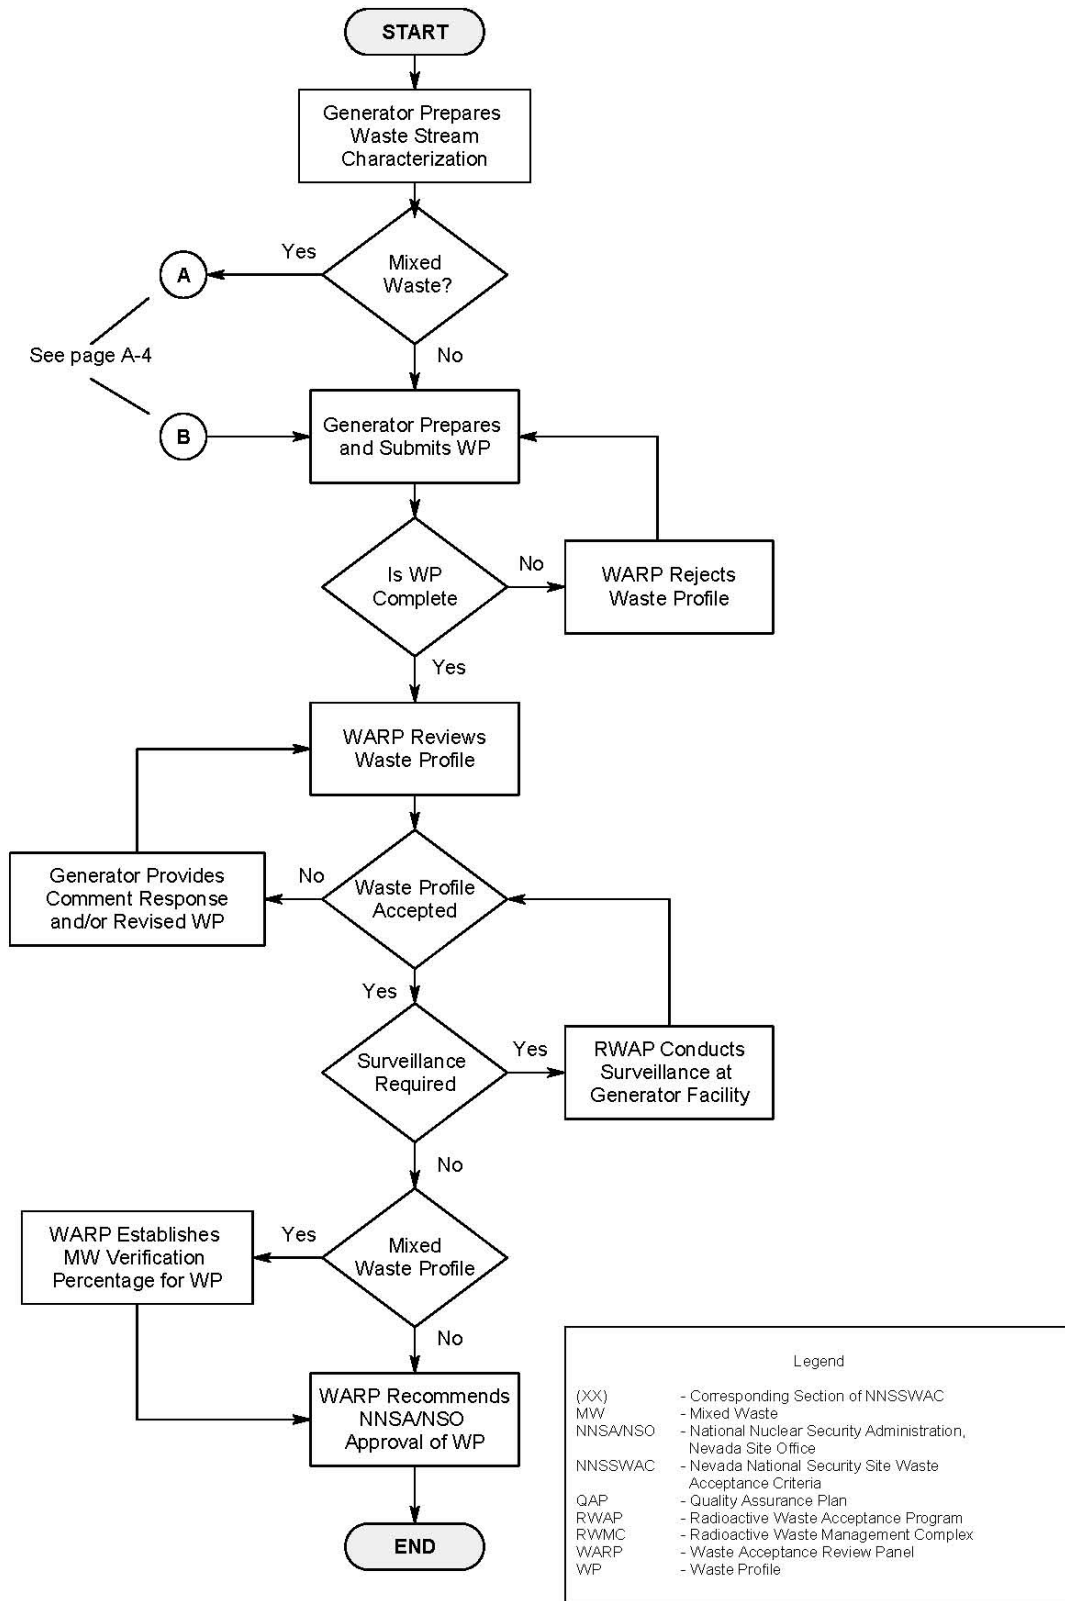 START
Generator Prepares
Waste Stream
Characterization
Yes
A
Mixed
Waste?
See page A-4
No
B
Generator Prepares
and Submits WP
Is WP
Complete
No
WARP Rejects
Waste Profile
Yes
WARP Reviews
Waste Profile
Generator Provides
Comment Response
and/or Revised WP
No
Waste Profile
Accepted
Yes
Surveillance
Required
Yes
RWAP Conducts
Surveillance at
Generator Facility
No
WARP Establishes
MW Verification
Percentage for WP
Yes
Mixed
Waste Profile
No
WARP Recommends
NNSA/NSO
Approval of WP
END
Legend
(XX) - Corresponding Section of NNSSWAC
MW - Mixed Waste
NNSA/NSO - National Nuclear Security Administration,
Nevada Site Office
NNSSWAC - Nevada National Security Site Waste
Acceptance Criteria
QAP - Quality Assurance Plan
RWAP - Radioactive Waste Acceptance Program
RWMC - Radioactive Waste Management Complex
WARP - Waste Acceptance Review Panel
WP - Waste Profile